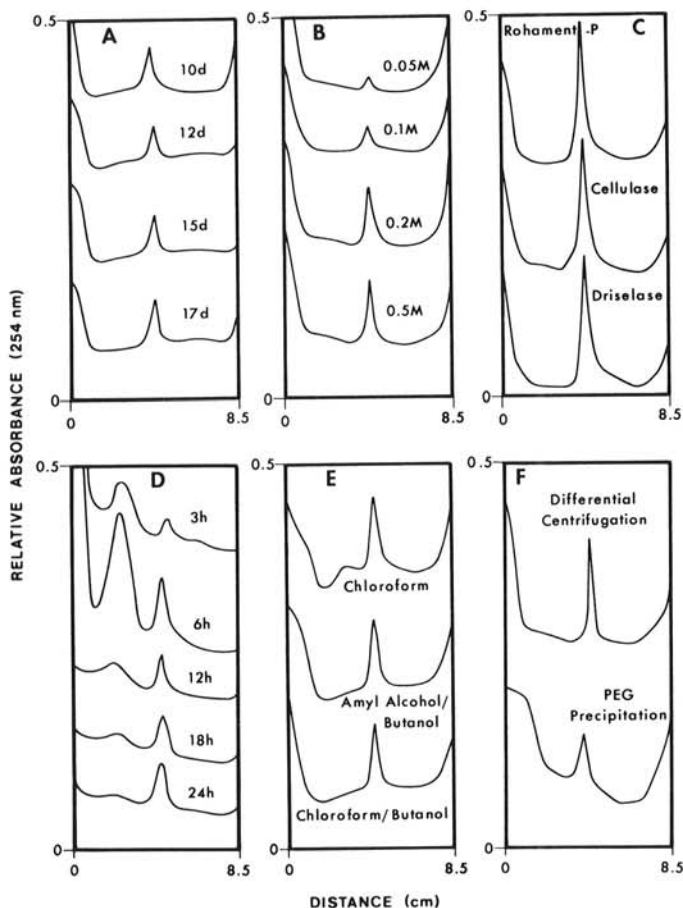 RELATIVE ABSORBANCE (254 nm)
0.5
A
10d
12d
15d
17d
0
0
8.5
B
0.05M
0.1M
0.2M
0.5M
0
0
8.5
0.5
C
Rohament -P
Cellulase
Driselase
0
0
8.5
0.5
D
3h
6h
12h
18h
24h
0
0
8.5
0.5
E
Chloroform
Amyl Alcohol/
Butanol
Chloroform/Butanol
0
0
8.5
0.5
F
Differential
Centrifugation
PEG
Precipitation
0
0
8.5
DISTANCE (cm)